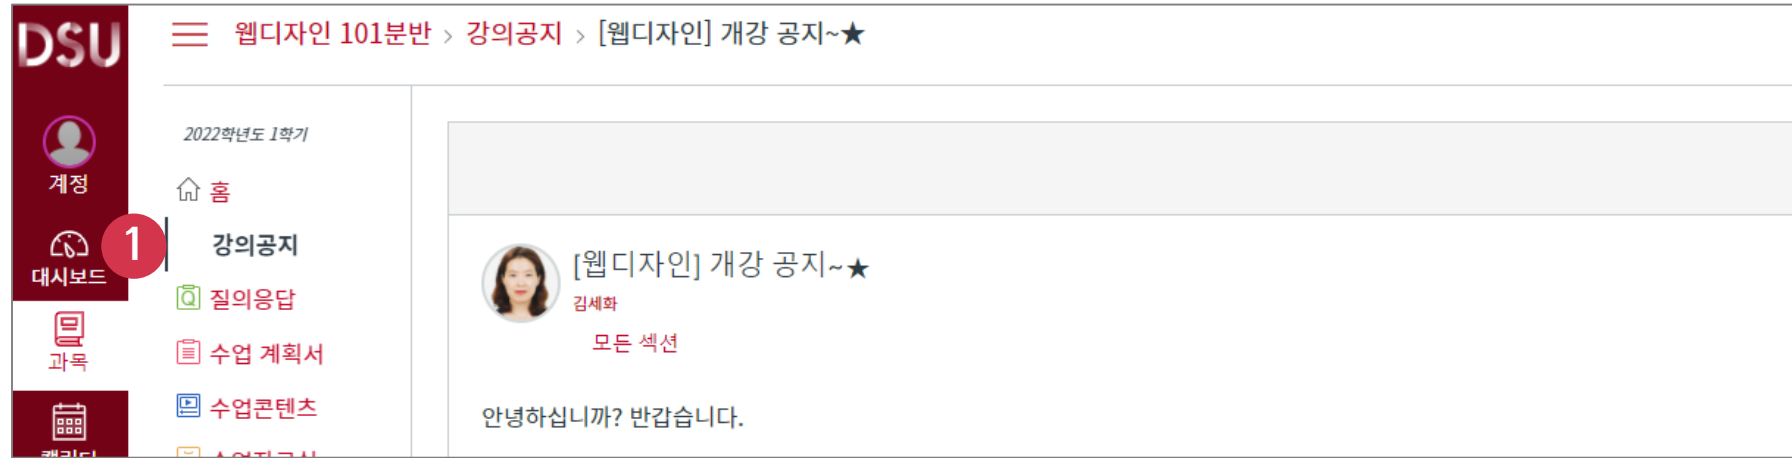 DSU
웹디자인 101분반 > 강의공지 > [웹디자인] 개강 공지~★
계정
대시보드
과목
1
2022학년도 1학기
홈
강의공지
질의응답
수업 계획서
수업콘텐츠
[웹디자인] 개강 공지~★
김세화
모든 섹션
안녕하십니까? 반갑습니다.